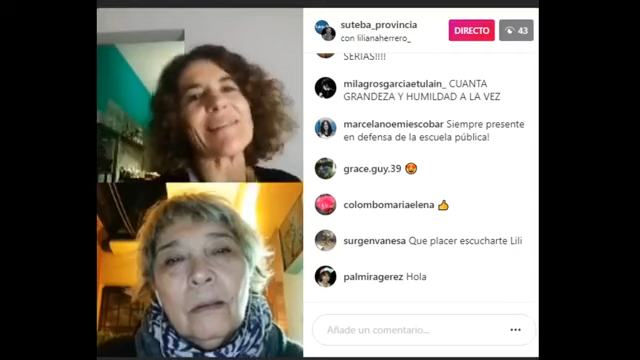 suteba_provincia
con lilianaherrero_
DIRECTO
43
SERIAS!!!!
milagrosgarciaetulain_ CUANTA
GRANDEZA Y HUMILDAD A LA VEZ
marcelanoemiescobar Siempre presente
en defensa de la escuela pública!
grace.guy.39 😍
colombomariaelena 👍
surgenvanesa Que placer escucharte Lili
palmiragerez Hola
Añade un comentario...